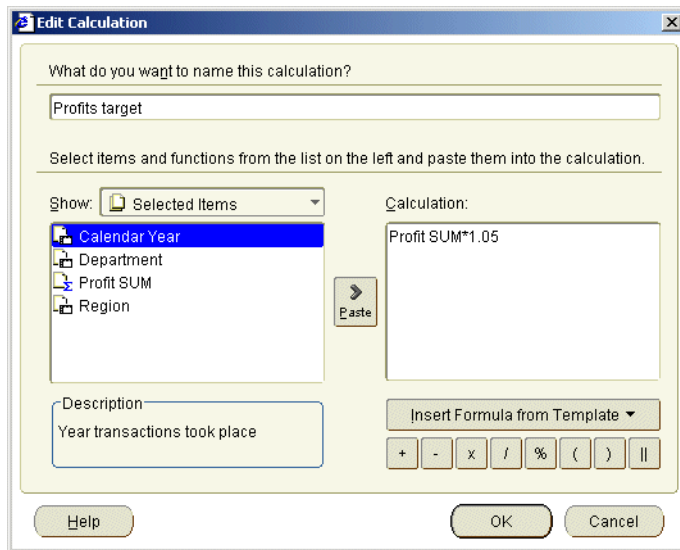 Edit Calculation
What do you want to name this calculation?
Profits target
Select items and functions from the list on the left and paste them into the calculation.
Show: Selected Items
Calendar Year
Department
Profit SUM
Region
Paste
Calculation:
Profit SUM*1.05
Description
Year transactions took place
Insert Formula from Template
+ - x / % ( ) ||
Help OK Cancel